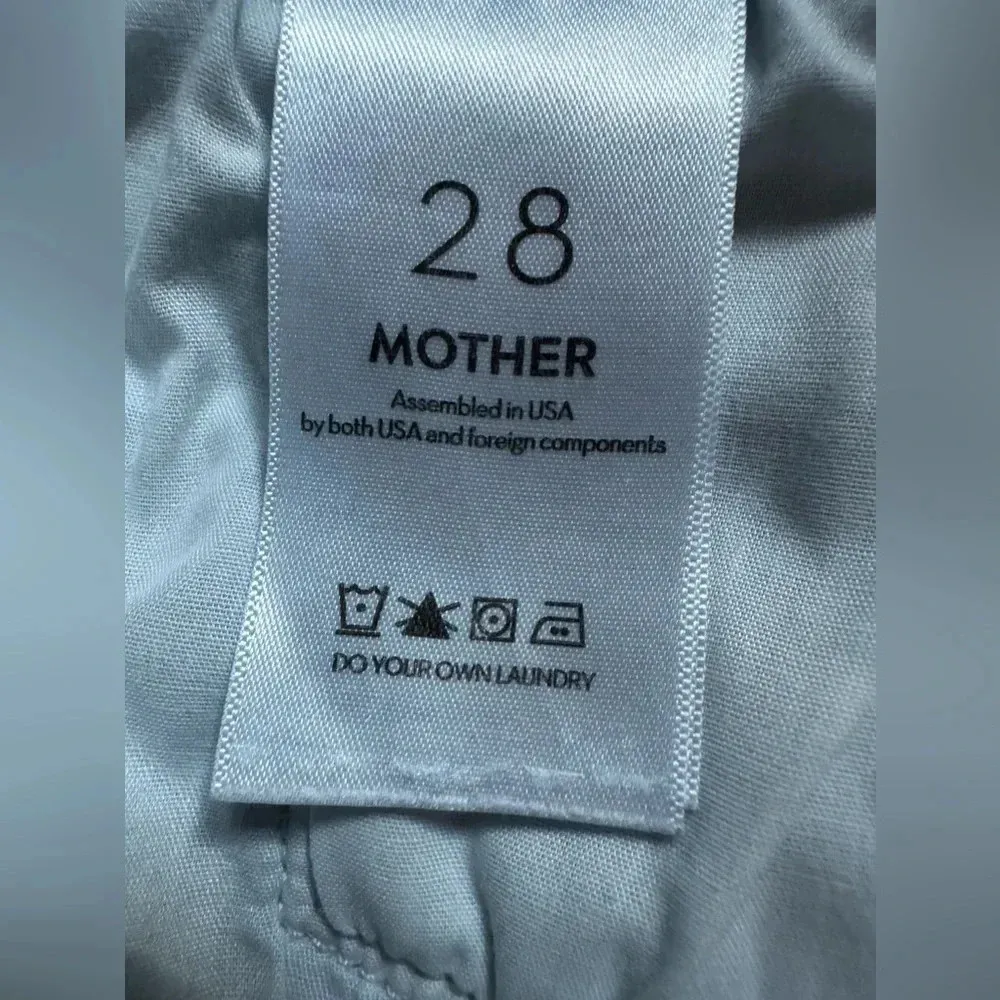 28
MOTHER
Assembled in USA
by both USA and foreign components
DO YOUR OWN LAUNDRY